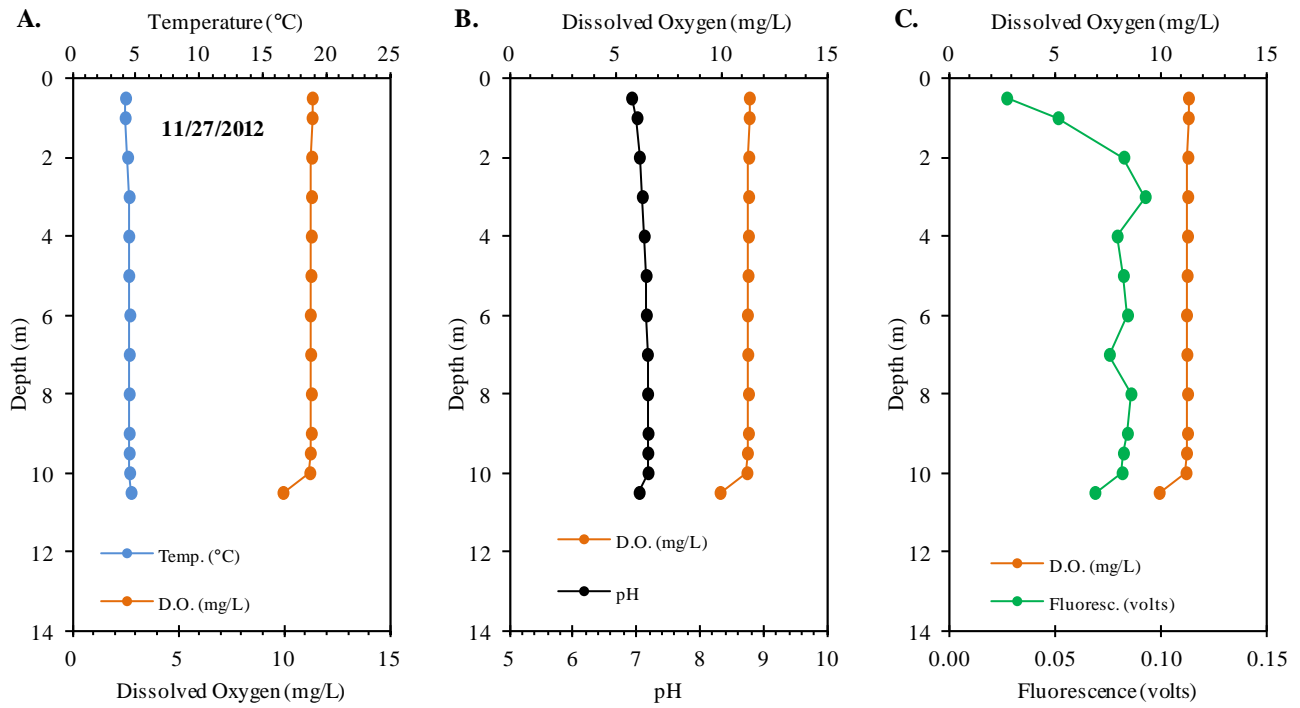 A.
Temperature (°C)
0 5 10 15 20 25
0
2
4
6
8
10
12
14
Depth (m)
11/27/2012
Temp. (°C)
D.O. (mg/L)
0 5 10 15
Dissolved Oxygen (mg/L)
B.
Dissolved Oxygen (mg/L)
0 5 10 15
0
2
4
6
8
10
12
14
Depth (m)
D.O. (mg/L)
pH
5 6 7 8 9 10
pH
C.
Dissolved Oxygen (mg/L)
0 5 10 15
0
2
4
6
8
10
12
14
Depth (m)
D.O. (mg/L)
Fluoresc. (volts)
0.00 0.05 0.10 0.15
Fluorescence (volts)